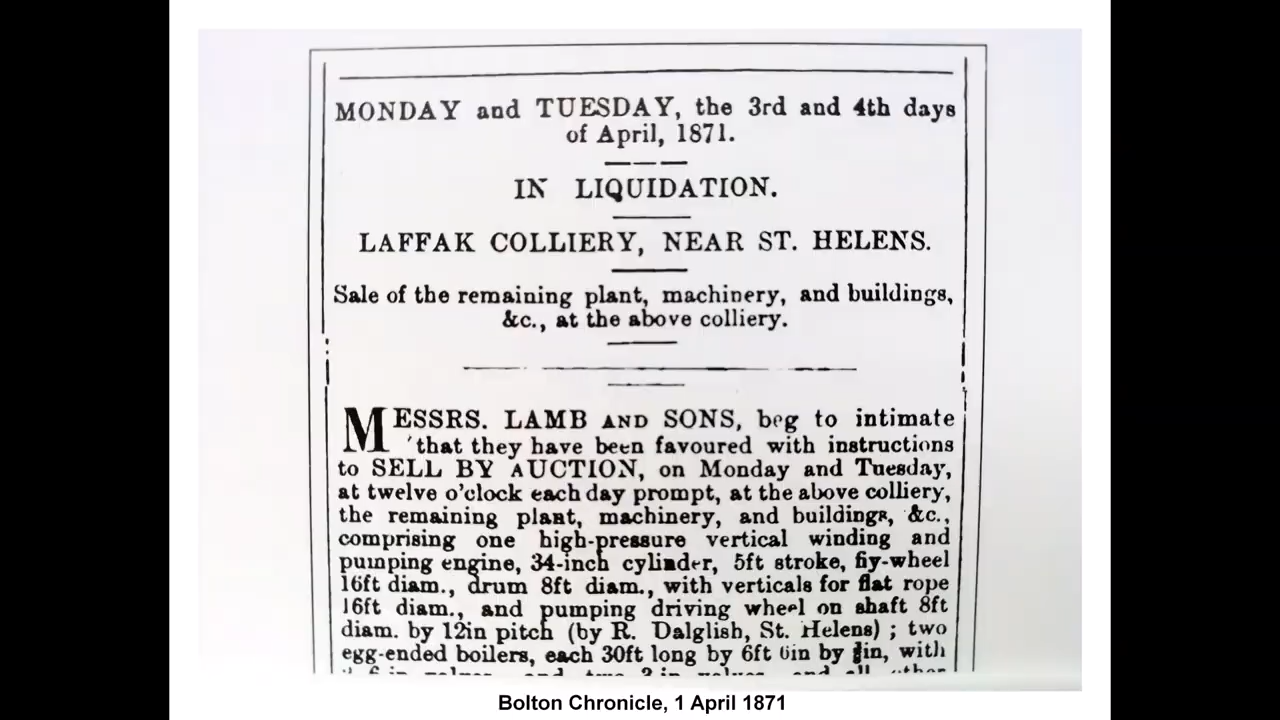 MONDAY and TUESDAY, the 3rd and 4th days
of April, 1871.
IN LIQUIDATION.
LAFFAK COLLIERY, NEAR ST. HELENS.
Sale of the remaining plant, machinery, and buildings,
&c., at the above colliery.
MESSRS. LAMB AND SONS, beg to intimate
that they have been favoured with instructions
to SELL BY AUCTION, on Monday and Tuesday,
at twelve o'clock each day prompt, at the above colliery,
the remaining plant, machinery, and buildings, &c.,
comprising one high-pressure vertical winding and
pumping engine, 34-inch cylinder, 5ft stroke, fly-wheel
16ft diam., drum 8ft diam., with verticals for flat rope
16ft diam., and pumping driving wheel on shaft 8ft
diam. by 12in pitch (by R. Dalglish, St. Helens) ; two
egg-ended boilers, each 30ft long by 6ft 6in by in, with
and two
Bolton Chronicle, 1 April 1871